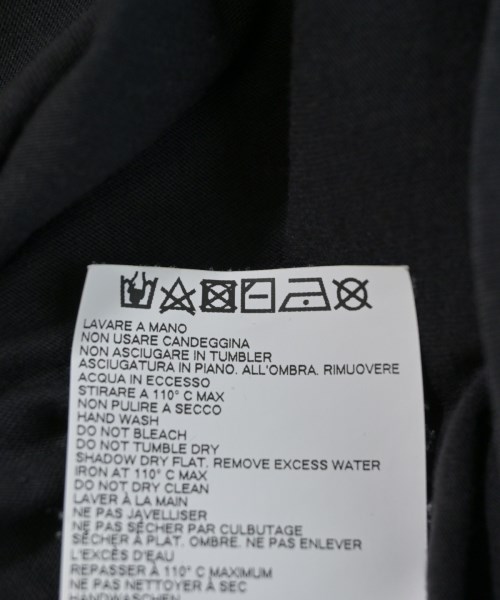 LAVARE A MANO
NON USARE CANDEGGINA
NON ASCIUGARE IN TUMBLER
ASCIUGATURA IN PIANO. ALL'OMBRA. RIMUOVERE
ACQUA IN ECCESSO
STIRARE A 110° C MAX
NON PULIRE A SECCO
HAND WASH
DO NOT BLEACH
DO NOT TUMBLE DRY
SHADOW DRY FLAT. REMOVE EXCESS WATER
IRON AT 110° C MAX
DO NOT DRY CLEAN
LAVER À LA MAIN
NE PAS JAVELLISER
NE PAS SÉCHER PAR CULBUTAGE
SÉCHER À PLAT. OMBRE. NE PAS ENLEVER
L'EXCÈS D'EAU
REPASSER À 110° C MAXIMUM
NE PAS NETTOYER À SEC
HANDWASCHEN